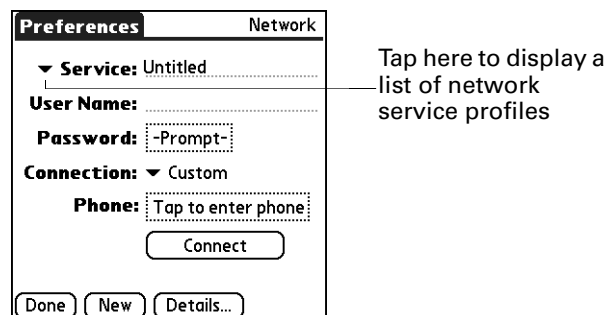 Preferences Network
Service: Untitled
User Name:
Password: -Prompt-
Connection: Custom
Phone: Tap to enter phone
Connect
Done New Details...
Tap here to display a
list of network
service profiles